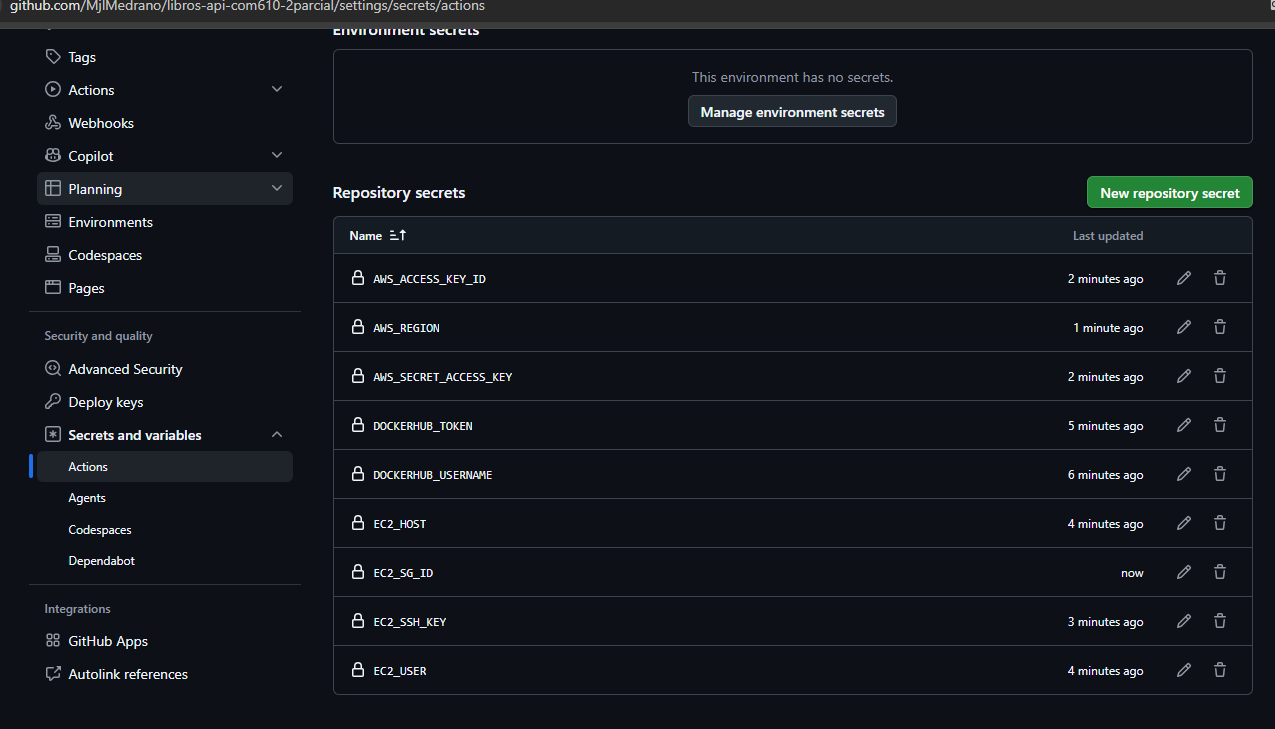 github.com/MjlMedrano/libros-api-com610-2parcial/settings/secrets/actions
Tags
Actions
Webhooks
Copilot
Planning
Environments
Codespaces
Pages
Security and quality
Advanced Security
Deploy keys
Secrets and variables
Actions
Agents
Codespaces
Dependabot
Integrations
GitHub Apps
Autolink references
Environment secrets
This environment has no secrets.
Manage environment secrets
Repository secrets
New repository secret
Name Last updated
AWS_ACCESS_KEY_ID 2 minutes ago
AWS_REGION 1 minute ago
AWS_SECRET_ACCESS_KEY 2 minutes ago
DOCKERHUB_TOKEN 5 minutes ago
DOCKERHUB_USERNAME 6 minutes ago
EC2_HOST 4 minutes ago
EC2_SG_ID now
EC2_SSH_KEY 3 minutes ago
EC2_USER 4 minutes ago